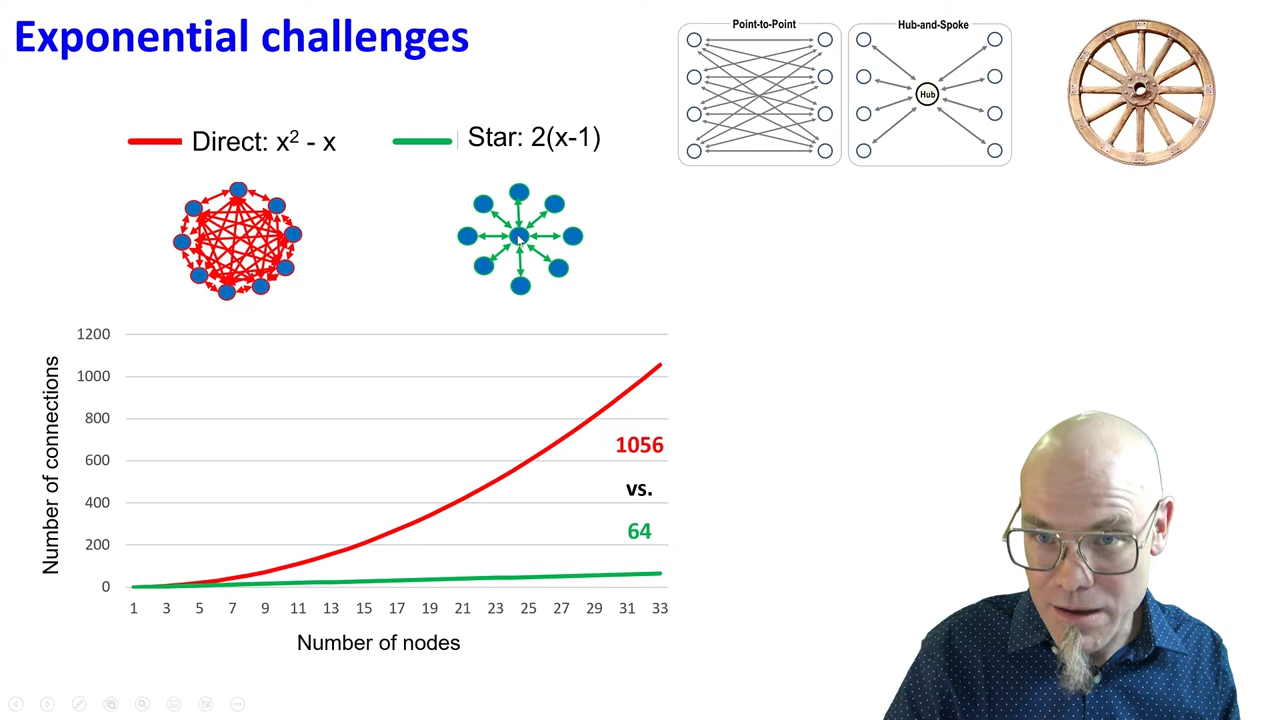 Exponential challenges
Point-to-Point
Hub-and-Spoke
Hub
Direct: x² - x
Star: 2(x-1)
1200
1000
800
600
400
200
0
Number of connections
1056
vs.
64
1 3 5 7 9 11 13 15 17 19 21 23 25 27 29 31 33
Number of nodes